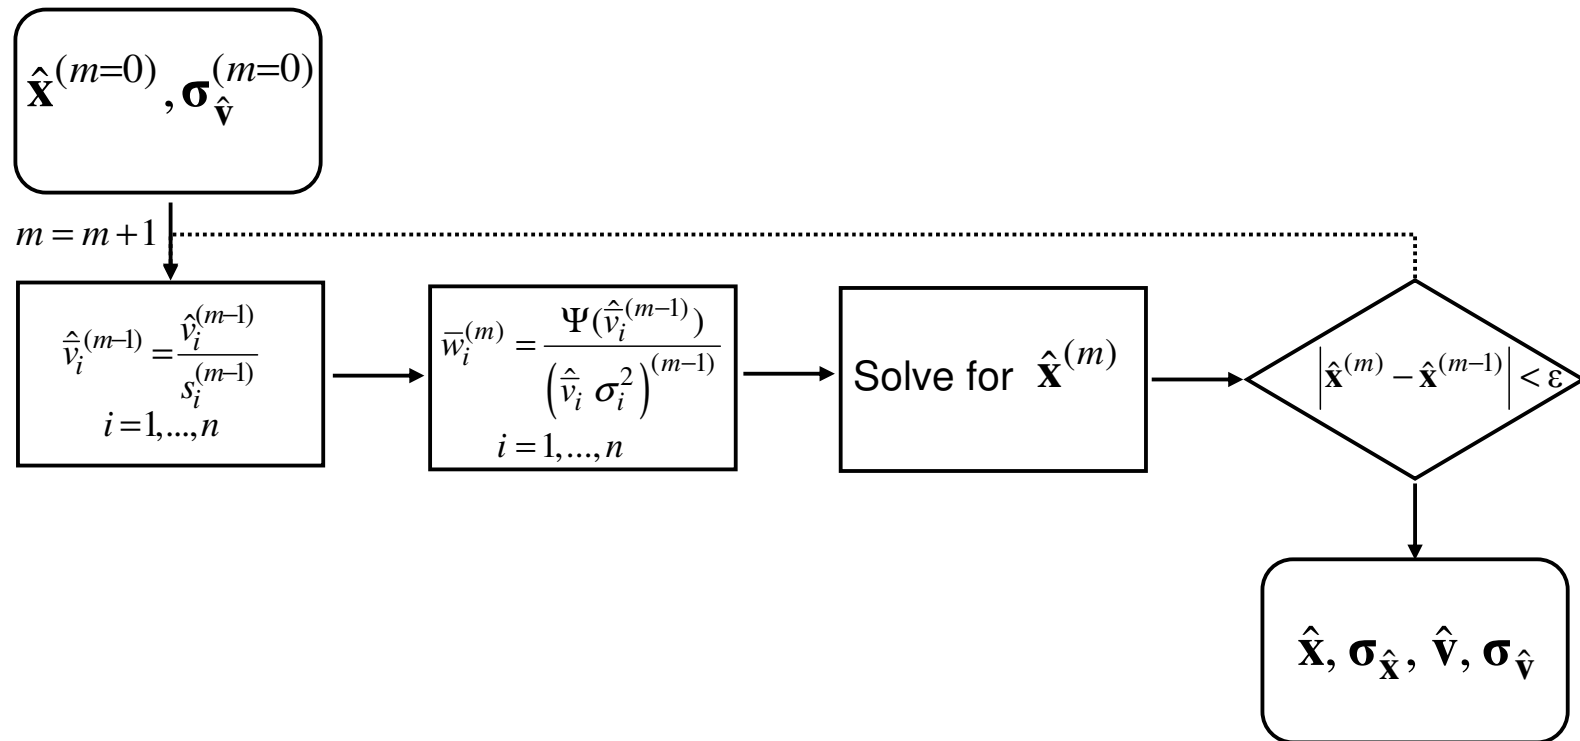 x̂^(m=0), σ_v̂^(m=0)
m = m + 1
v̄̂_i^(m−1) = v̂_i^(m−1) / s_i^(m−1)
i = 1,...,n
w̄_i^(m) = Ψ(v̄̂_i^(m−1)) / (v̄̂_i σ_i^2)^(m−1)
i = 1,...,n
Solve for x̂^(m)
|x̂^(m) − x̂^(m−1)| < ε
x̂, σ_x̂, v̂, σ_v̂